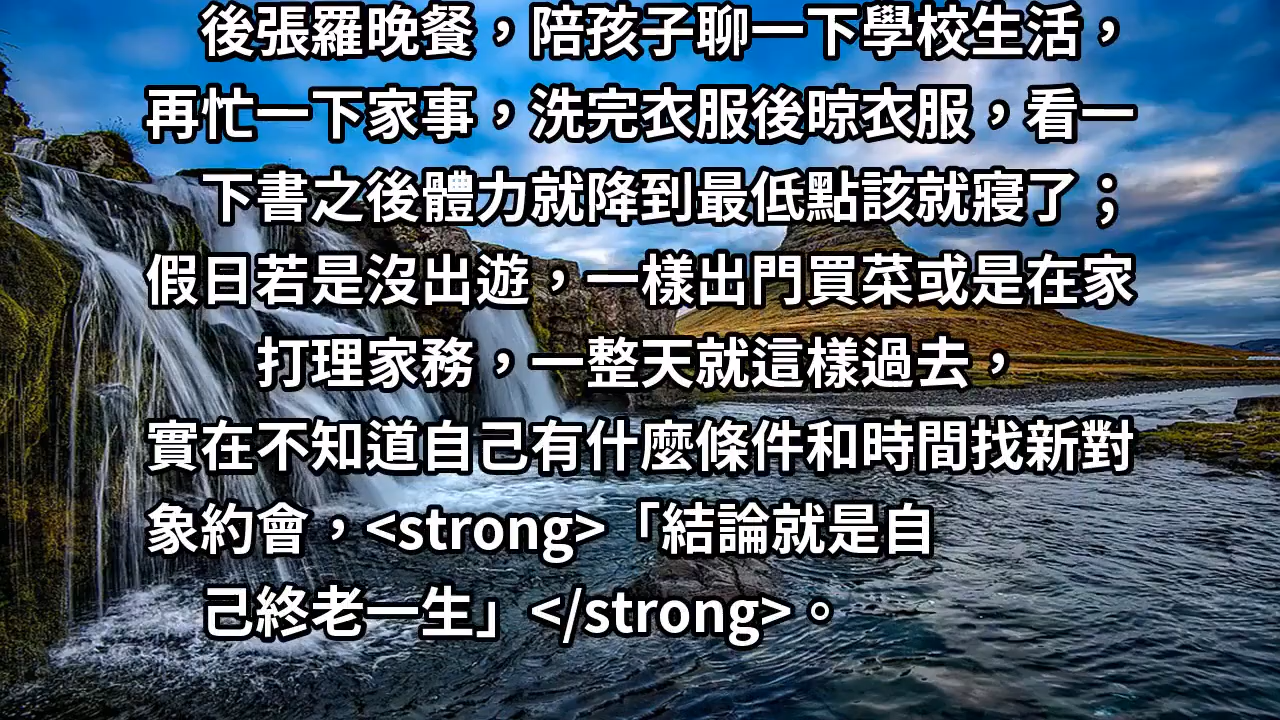 後張羅晚餐，陪孩子聊一下學校生活，
再忙一下家事，洗完衣服後晾衣服，看一
下書之後體力就降到最低點該就寢了；
假日若是沒出遊，一樣出門買菜或是在家
打理家務，一整天就這樣過去，
實在不知道自己有什麼條件和時間找新對
象約會，<strong>「結論就是自
己終老一生」</strong>。